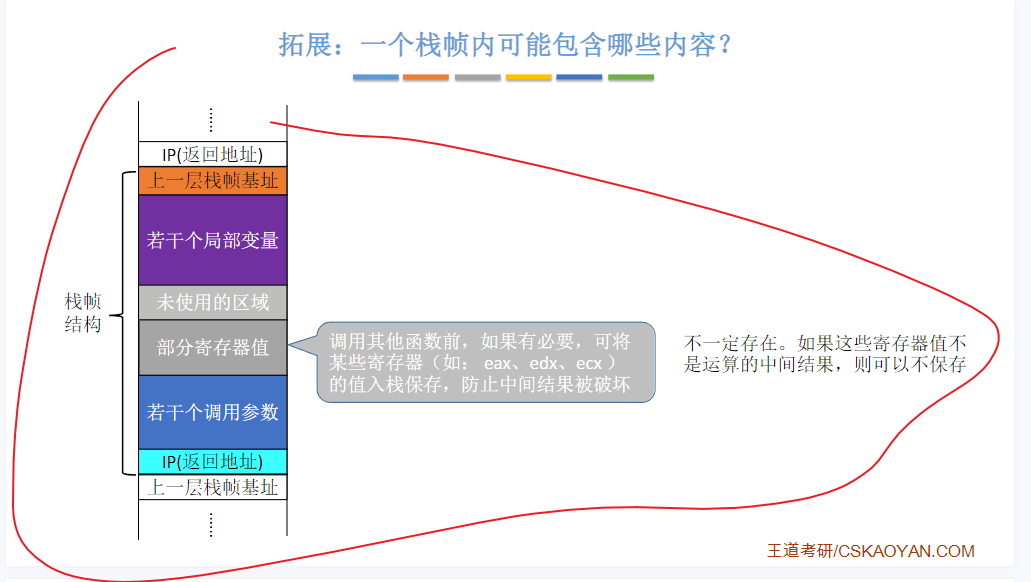 拓展：一个栈帧内可能包含哪些内容？
IP(返回地址)
上一层栈帧基址
若干个局部变量
未使用的区域
部分寄存器值
若干个调用参数
IP(返回地址)
上一层栈帧基址
栈帧
结构
调用其他函数前，如果有必要，可将
某些寄存器（如： eax、edx、ecx ）
的值入栈保存，防止中间结果被破坏
不一定存在。如果这些寄存器值不
是运算的中间结果，则可以不保存
王道考研/CSKAOYAN.COM